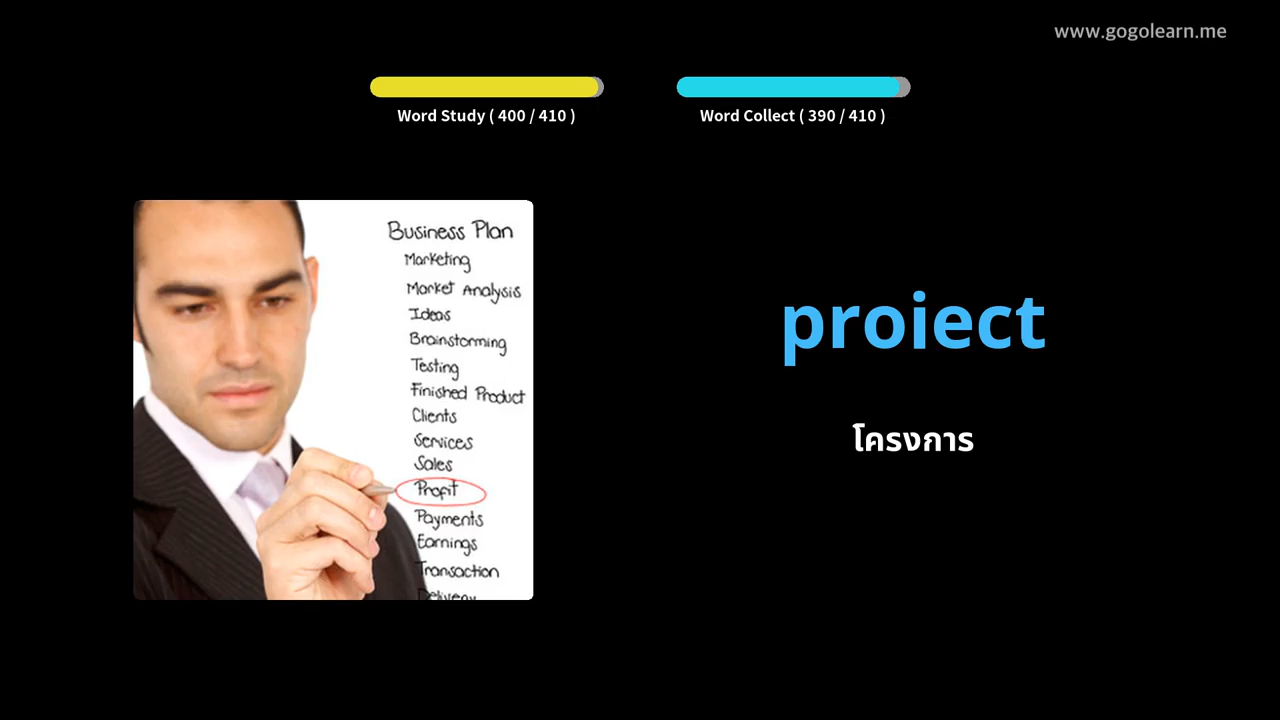 www.gogolearn.me
Word Study ( 400 / 410 )
Word Collect ( 390 / 410 )
Business Plan
Marketing
Market Analysis
Ideas
Brainstorming
Testing
Finished Product
Clients
Services
Sales
Profit
Payments
Earnings
Transaction
Delivery
proiect
โครงการ